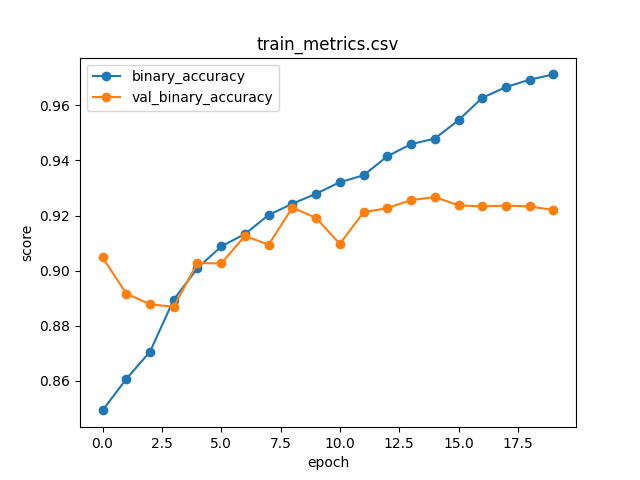 train_metrics.csv
binary_accuracy
val_binary_accuracy
0.96
0.94
0.92
0.90
0.88
0.86
score
0.0 2.5 5.0 7.5 10.0 12.5 15.0 17.5
epoch